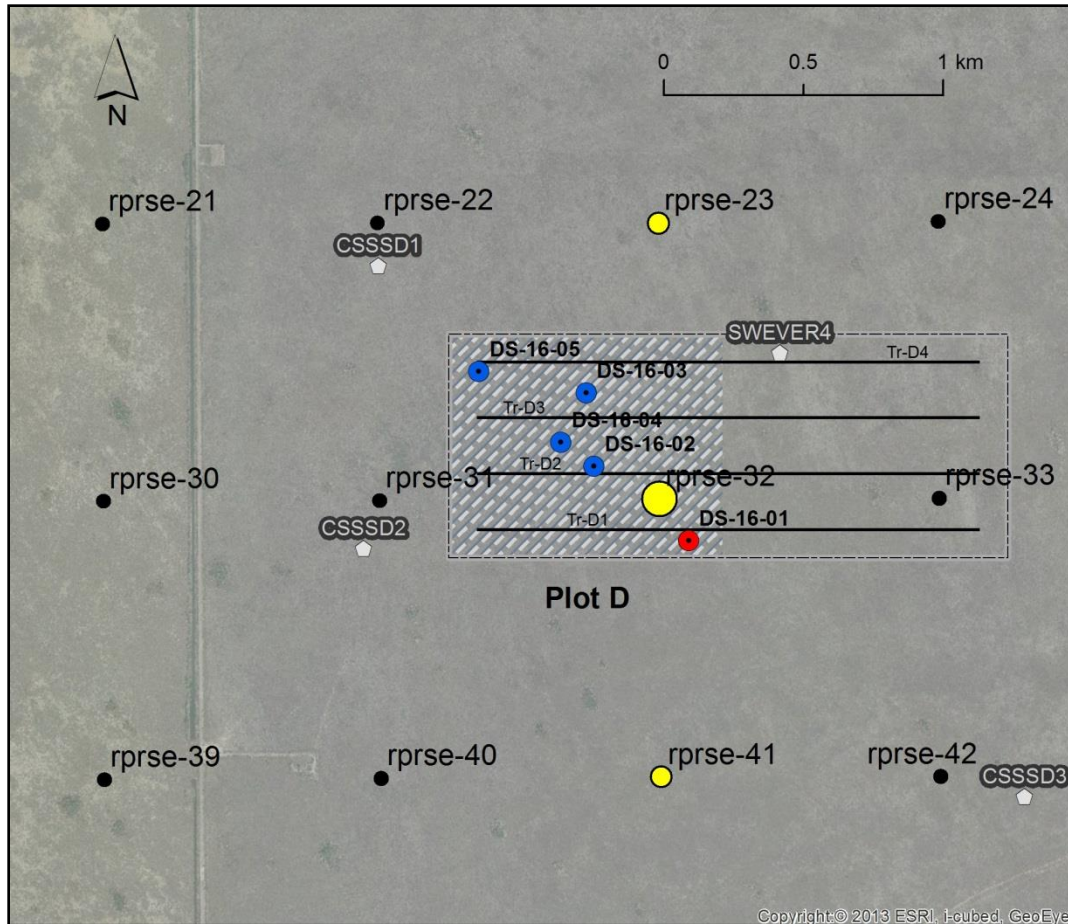 0 0.5 1 km
N
rprse-21
rprse-22
rprse-23
rprse-24
CSSSD1
SWEVER4
Tr-D4
DS-16-05
DS-16-03
Tr-D3
DS-16-04
DS-16-02
Tr-D2
rprse-30
rprse-31
rprse-32
rprse-33
Tr-D1
DS-16-01
CSSSD2
Plot D
rprse-39
rprse-40
rprse-41
rprse-42
CSSSD3
Copyright:© 2013 ESRI, i-cubed, GeoEye